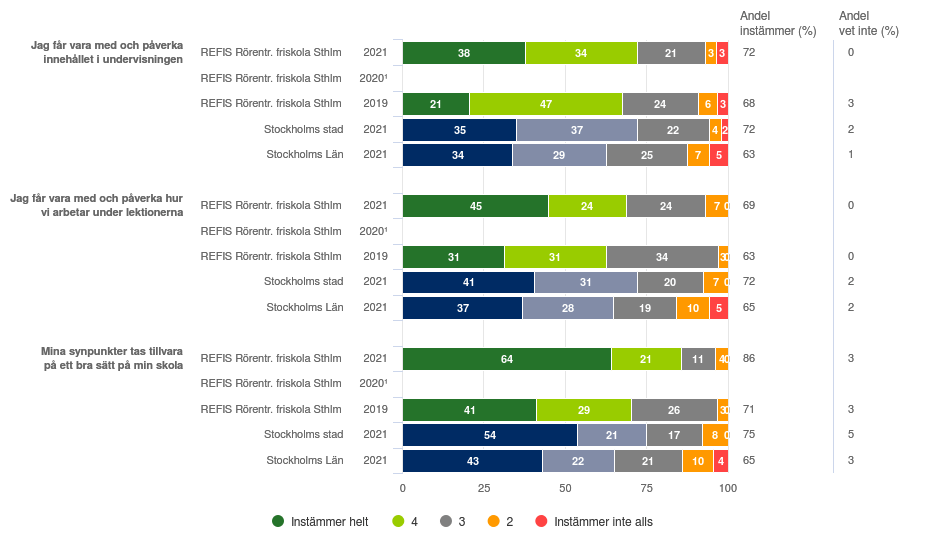 Andel
instämmer (%)
Andel
vet inte (%)
Jag får vara med och påverka
innehållet i undervisningen
REFIS Rörentr. friskola Sthlm 2021 38 34 21 3 3 72 0
REFIS Rörentr. friskola Sthlm 2020¹
REFIS Rörentr. friskola Sthlm 2019 21 47 24 6 3 68 3
Stockholms stad 2021 35 37 22 4 2 72 2
Stockholms Län 2021 34 29 25 7 5 63 1
Jag får vara med och påverka hur
vi arbetar under lektionerna
REFIS Rörentr. friskola Sthlm 2021 45 24 24 7 0 69 0
REFIS Rörentr. friskola Sthlm 2020¹
REFIS Rörentr. friskola Sthlm 2019 31 31 34 3 0 63 0
Stockholms stad 2021 41 31 20 7 0 72 2
Stockholms Län 2021 37 28 19 10 5 65 2
Mina synpunkter tas tillvara
på ett bra sätt på min skola
REFIS Rörentr. friskola Sthlm 2021 64 21 11 4 0 86 3
REFIS Rörentr. friskola Sthlm 2020¹
REFIS Rörentr. friskola Sthlm 2019 41 29 26 3 0 71 3
Stockholms stad 2021 54 21 17 8 0 75 5
Stockholms Län 2021 43 22 21 10 4 65 3
0 25 50 75 100
Instämmer helt 4 3 2 Instämmer inte alls